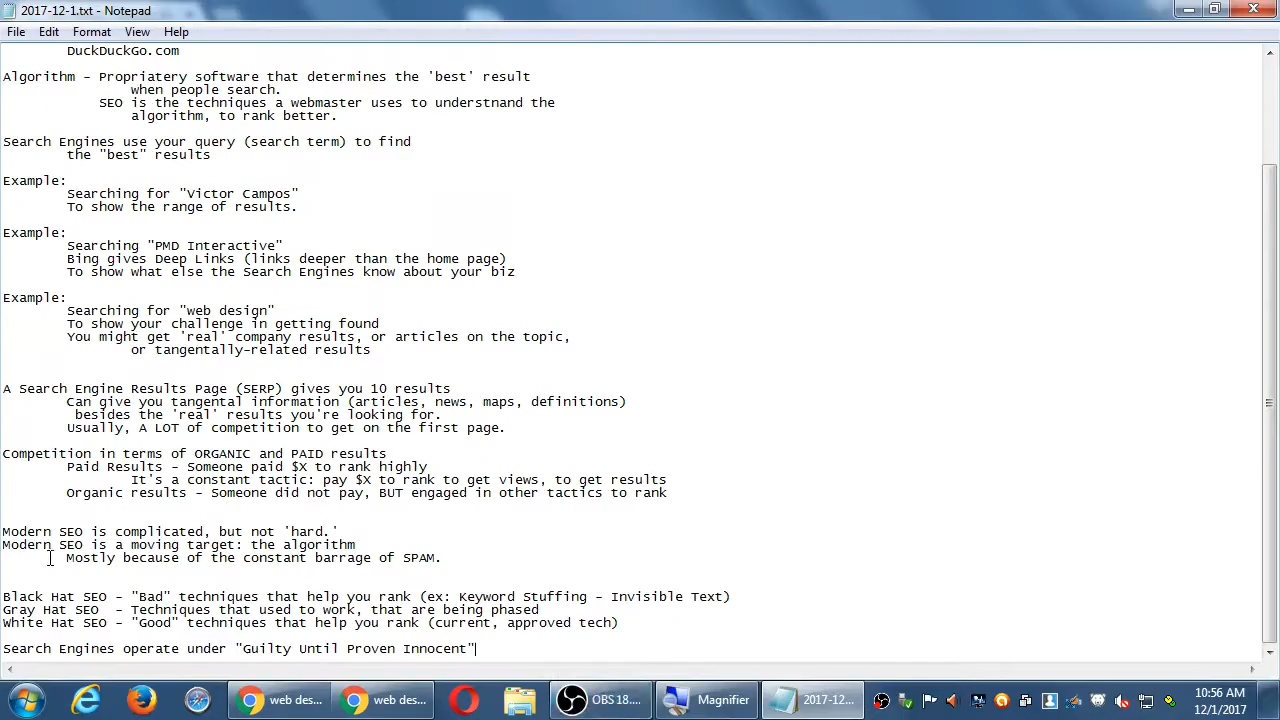 2017-12-1.txt - Notepad
File Edit Format View Help
DuckDuckGo.com
Algorithm - Propriatery software that determines the 'best' result
when people search.
SEO is the techniques a webmaster uses to understnand the
algorithm, to rank better.
Search Engines use your query (search term) to find
the "best" results
Example:
Searching for "Victor Campos"
To show the range of results.
Example:
Searching "PMD Interactive"
Bing gives Deep Links (links deeper than the home page)
To show what else the Search Engines know about your biz
Example:
Searching for "web design"
To show your challenge in getting found
You might get 'real' company results, or articles on the topic,
or tangentally-related results
A Search Engine Results Page (SERP) gives you 10 results
Can give you tangental information (articles, news, maps, definitions)
besides the 'real' results you're looking for.
Usually, A LOT of competition to get on the first page.
Competition in terms of ORGANIC and PAID results
Paid Results - Someone paid $X to rank highly
It's a constant tactic: pay $X to rank to get views, to get results
Organic results - Someone did not pay, BUT engaged in other tactics to rank
Modern SEO is complicated, but not 'hard.'
Modern SEO is a moving target: the algorithm
Mostly because of the constant barrage of SPAM.
Black Hat SEO - "Bad" techniques that help you rank (ex: Keyword Stuffing - Invisible Text)
Gray Hat SEO  - Techniques that used to work, that are being phased
White Hat SEO - "Good" techniques that help you rank (current, approved tech)
Search Engines operate under "Guilty Until Proven Innocent"
web des... web des... OBS 18.... Magnifier 2017-12... 10:56 AM
12/1/2017